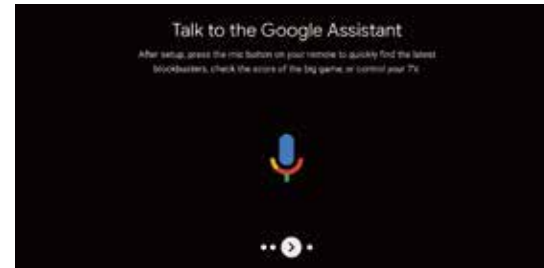 Talk to the Google Assistant
After setup, press the mic button on your remote to quickly find the latest
blockbusters, check the score of the big game, or control your TV.